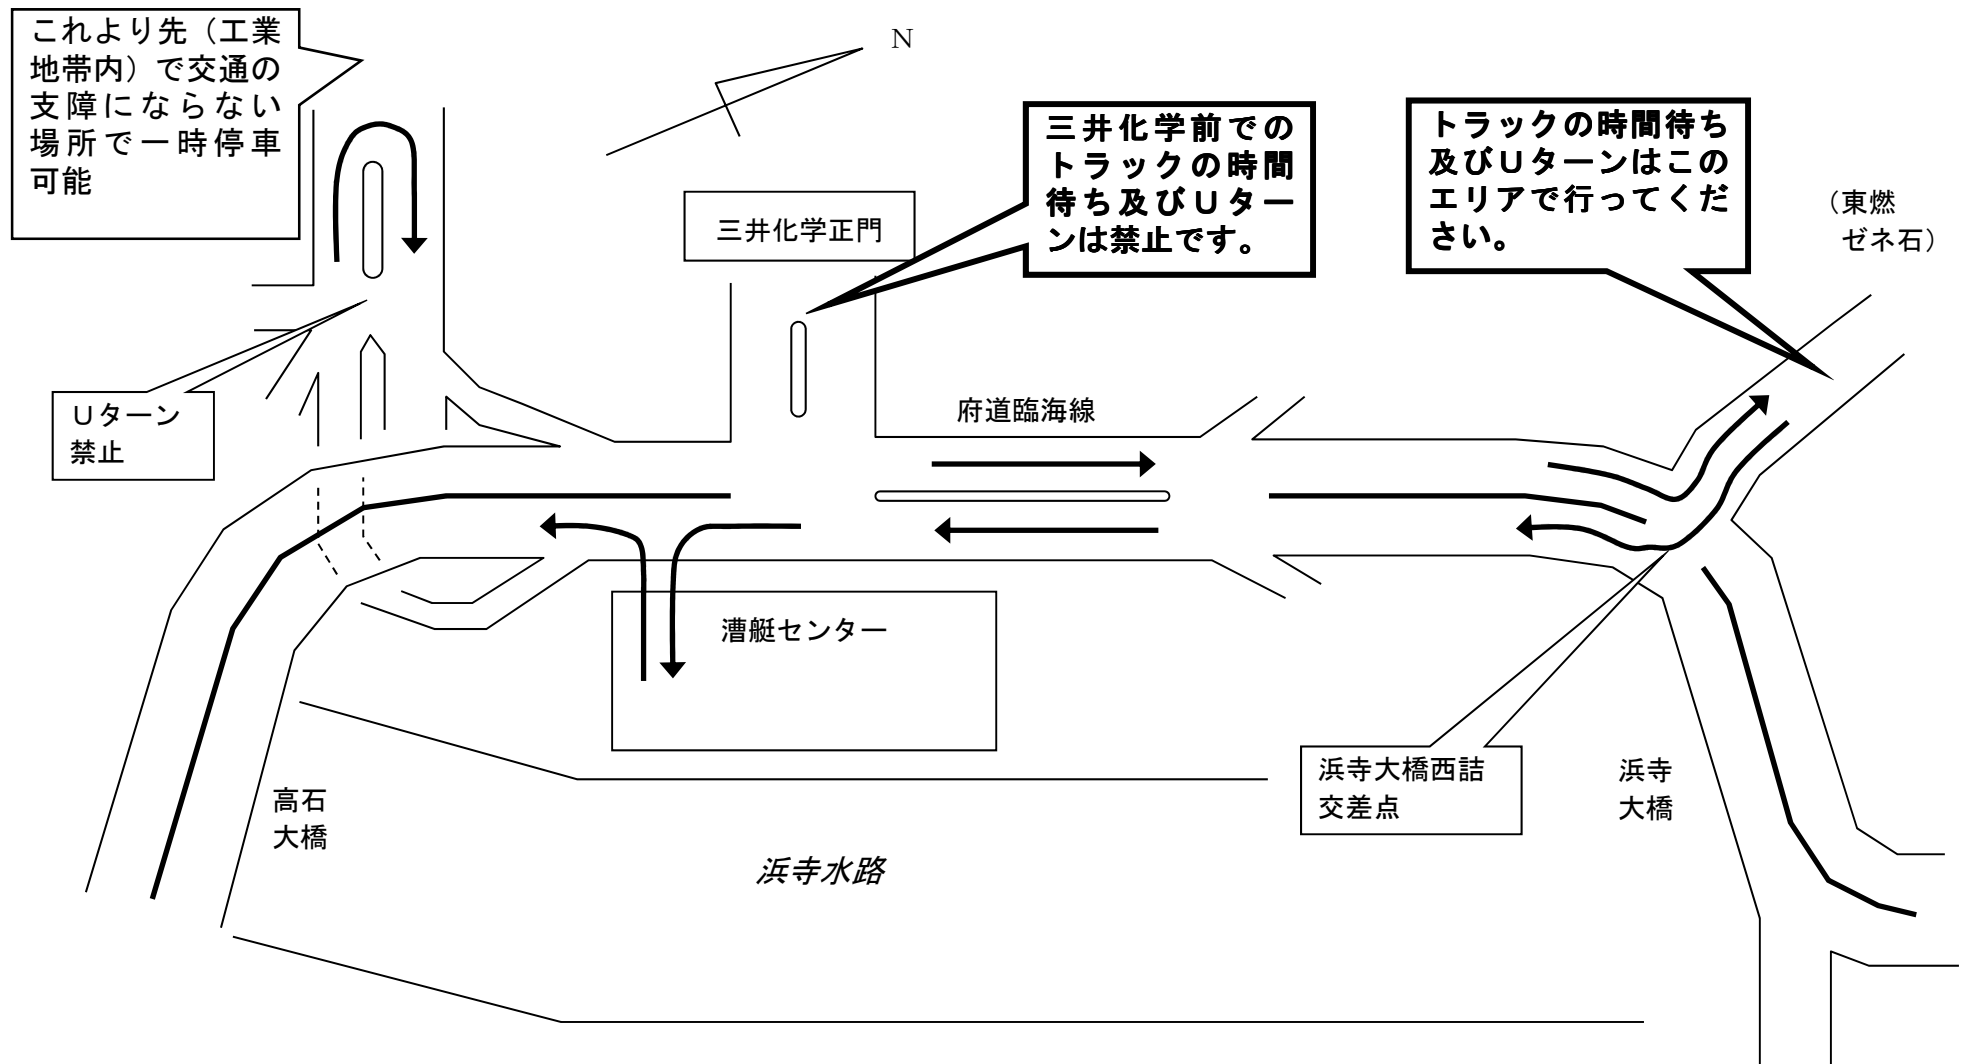 これより先（工業
地帯内）で交通の
支障にならない
場所で一時停車
可能
N
三井化学前での
トラックの時間
待ち及びUター
ンは禁止です。
トラックの時間待ち
及びUターンはこの
エリアで行ってくだ
さい。
（東燃
ゼネ石）
三井化学正門
Uターン
禁止
府道臨海線
漕艇センター
高石
大橋
浜寺大橋西詰
交差点
浜寺
大橋
浜寺水路